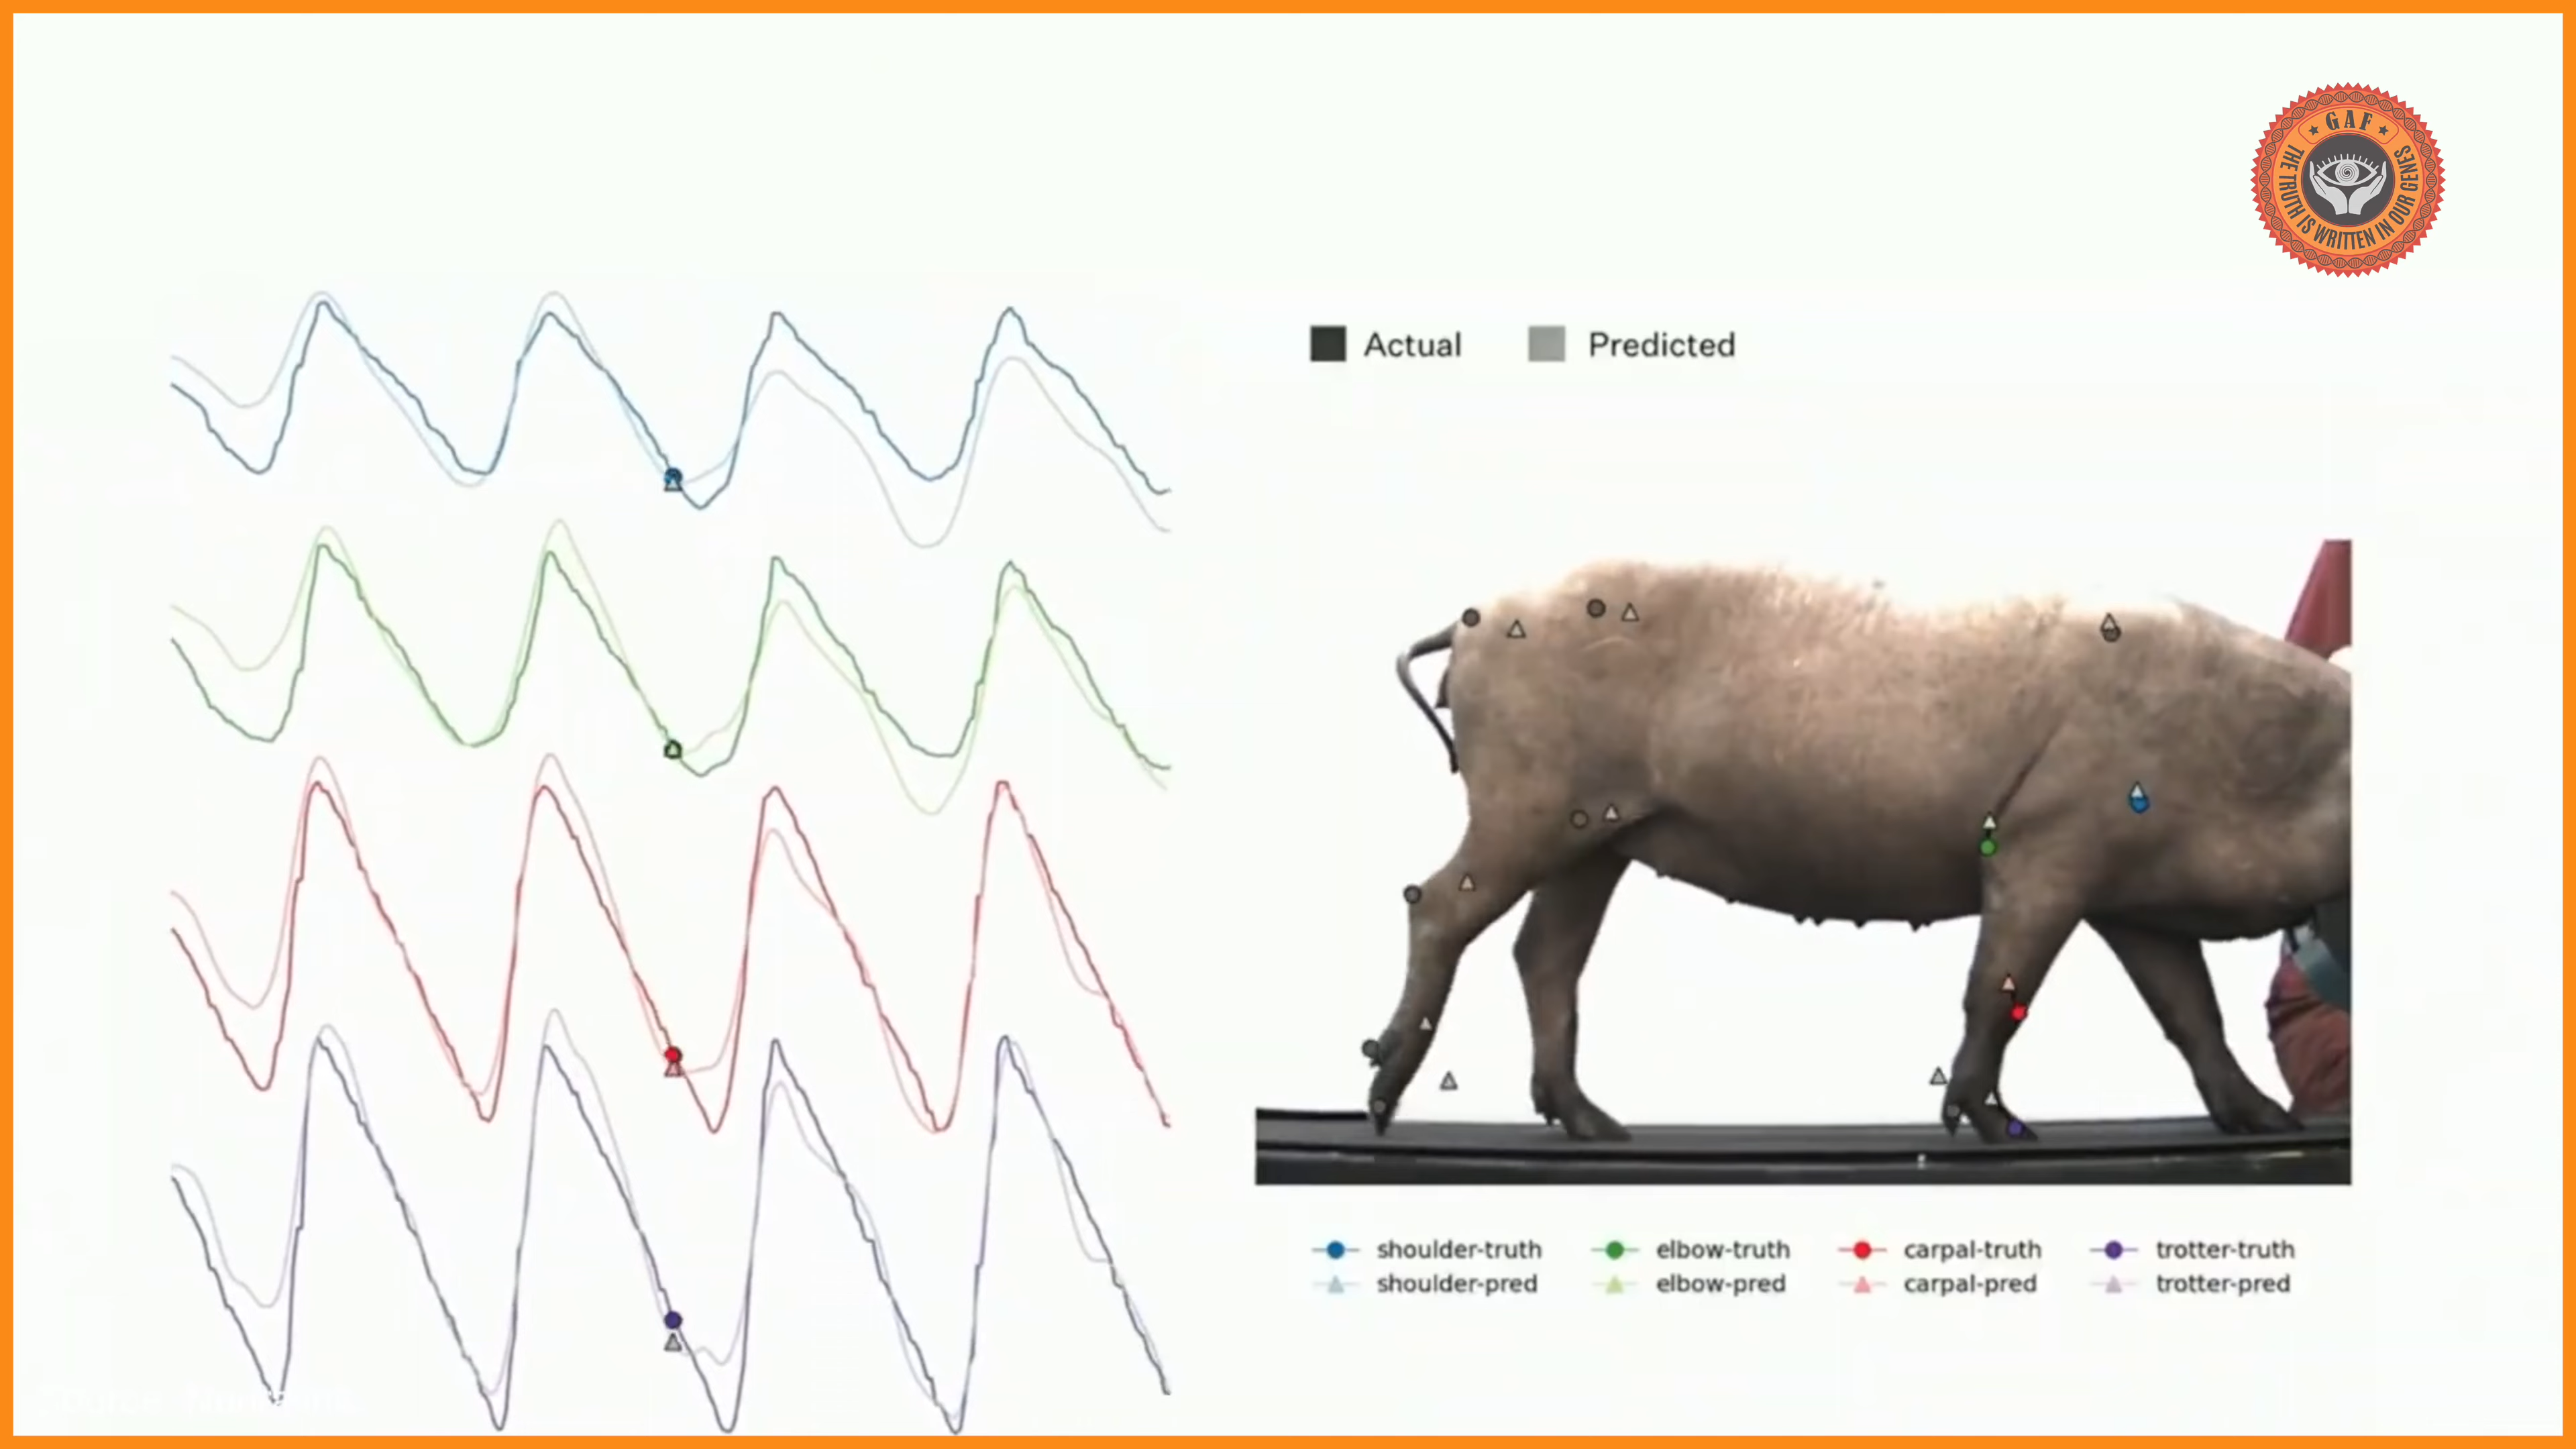 GAF
THE TRUTH IS WRITTEN IN OUR GENES
Actual Predicted
shoulder-truth elbow-truth carpal-truth trotter-truth
shoulder-pred elbow-pred carpal-pred trotter-pred